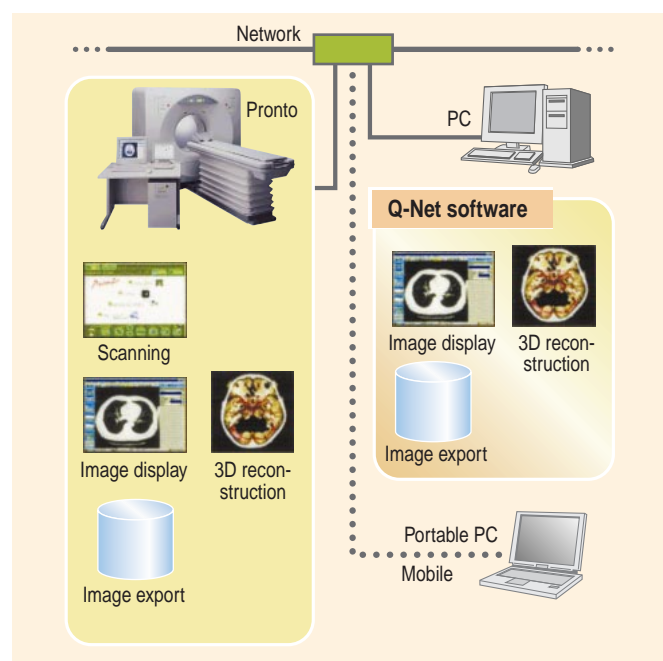 Network
Pronto
PC
Q-Net software
Scanning
Image display
3D recon-
struction
Image export
Image display
3D recon-
struction
Image export
Portable PC
Mobile